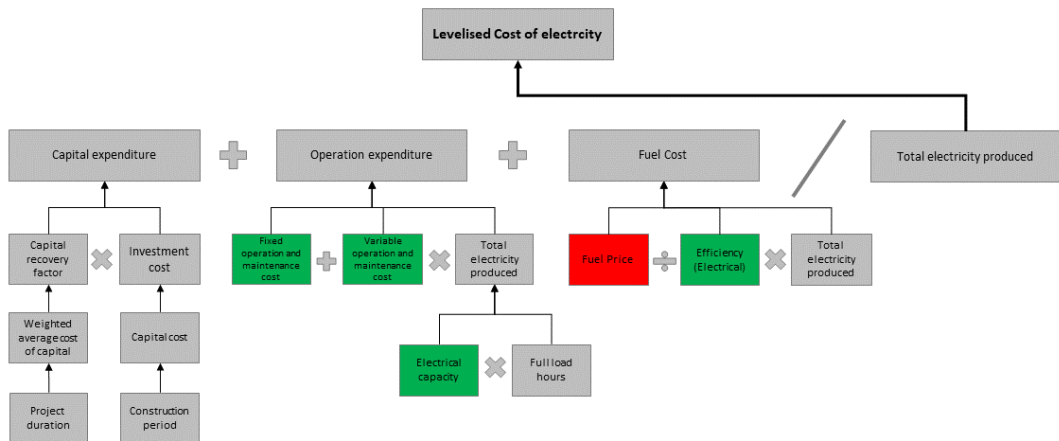 Levelised Cost of electrcity
Capital expenditure
Operation expenditure
Fuel Cost
Total electricity produced
Capital
recovery
factor
Investment
cost
Fixed
operation and
maintenance
cost
Variable
operation and
maintenance
cost
Total
electricity
produced
Fuel Price
Efficiency
(Electrical)
Total
electricity
produced
Weighted
average cost
of capital
Capital cost
Electrical
capacity
Full load
hours
Project
duration
Construction
period